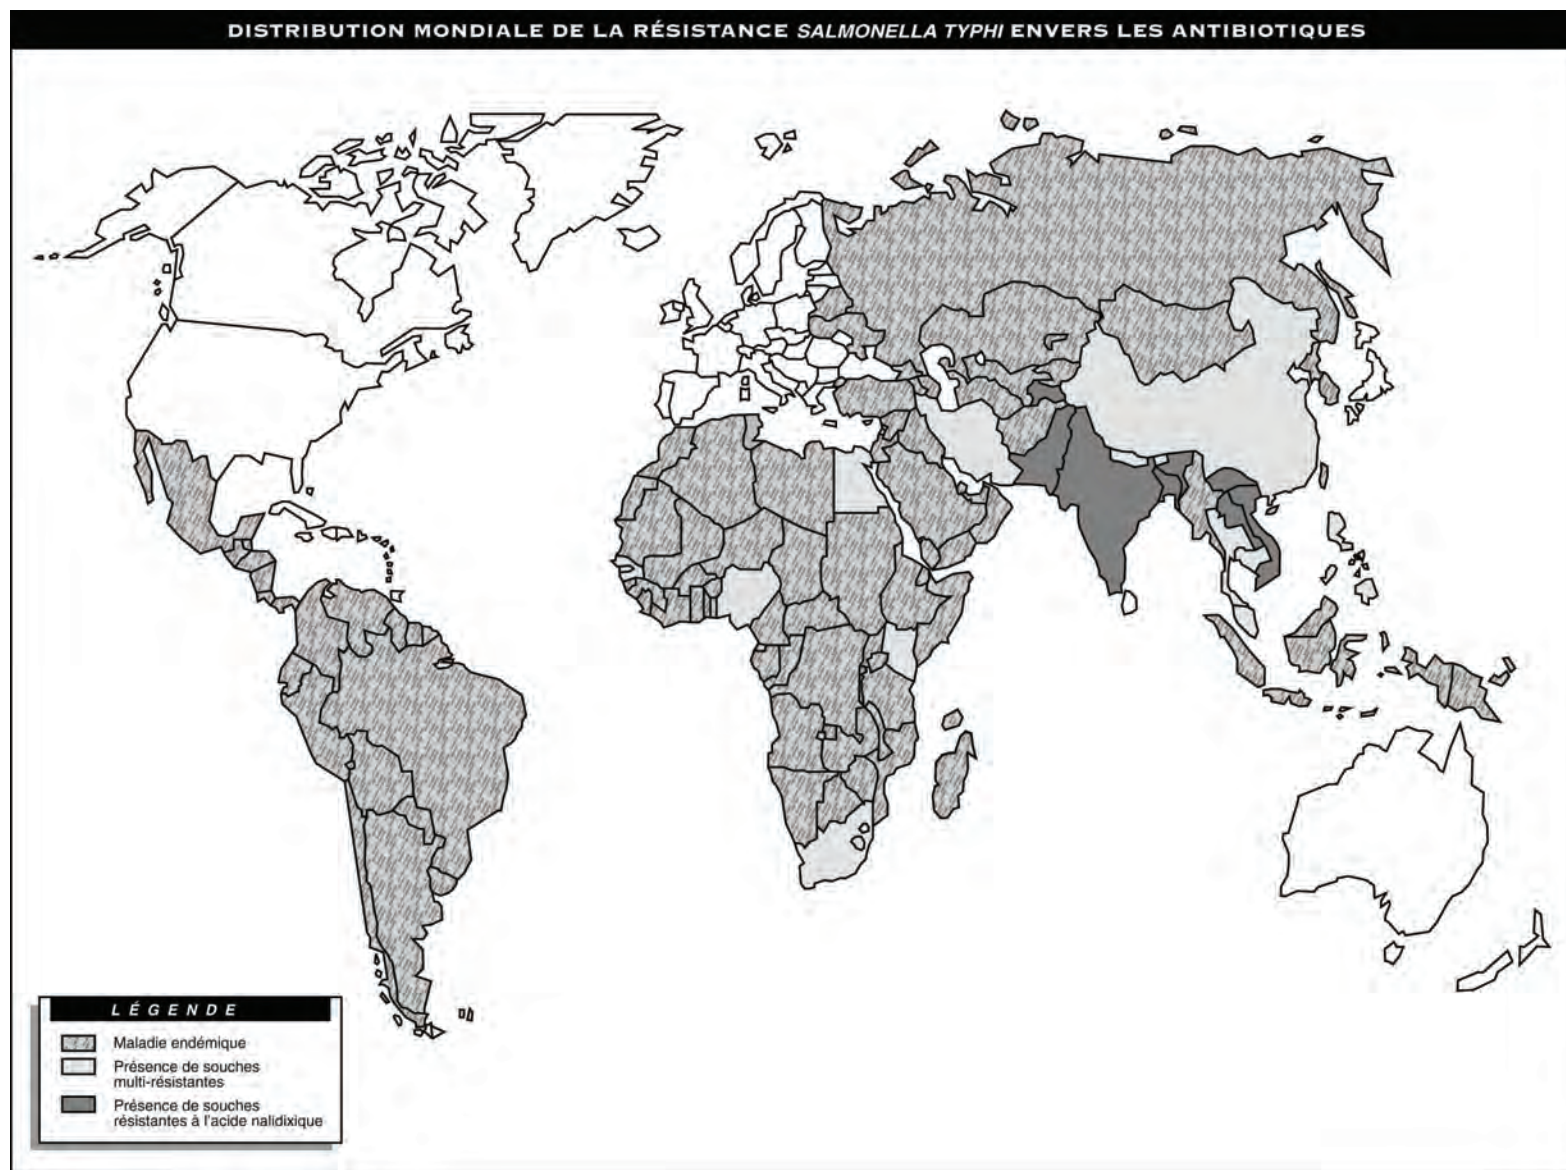 DISTRIBUTION MONDIALE DE LA RÉSISTANCE SALMONELLA TYPHI ENVERS LES ANTIBIOTIQUES
LÉGENDE
Maladie endémique
Présence de souches
multi-résistantes
Présence de souches
résistantes à l'acide nalidixique